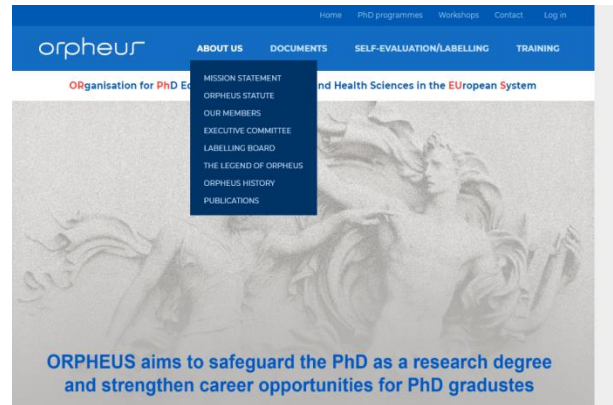 Home PhD programmes Workshops Contact Log in
orpheus ABOUT US DOCUMENTS SELF-EVALUATION/LABELLING TRAINING
ORganisation for PhD E nd Health Sciences in the EUropean System
MISSION STATEMENT
ORPHEUS STATUTE
OUR MEMBERS
EXECUTIVE COMMITTEE
LABELLING BOARD
THE LEGEND OF ORPHEUS
ORPHEUS HISTORY
PUBLICATIONS
ORPHEUS aims to safeguard the PhD as a research degree
and strengthen career opportunities for PhD gradustes